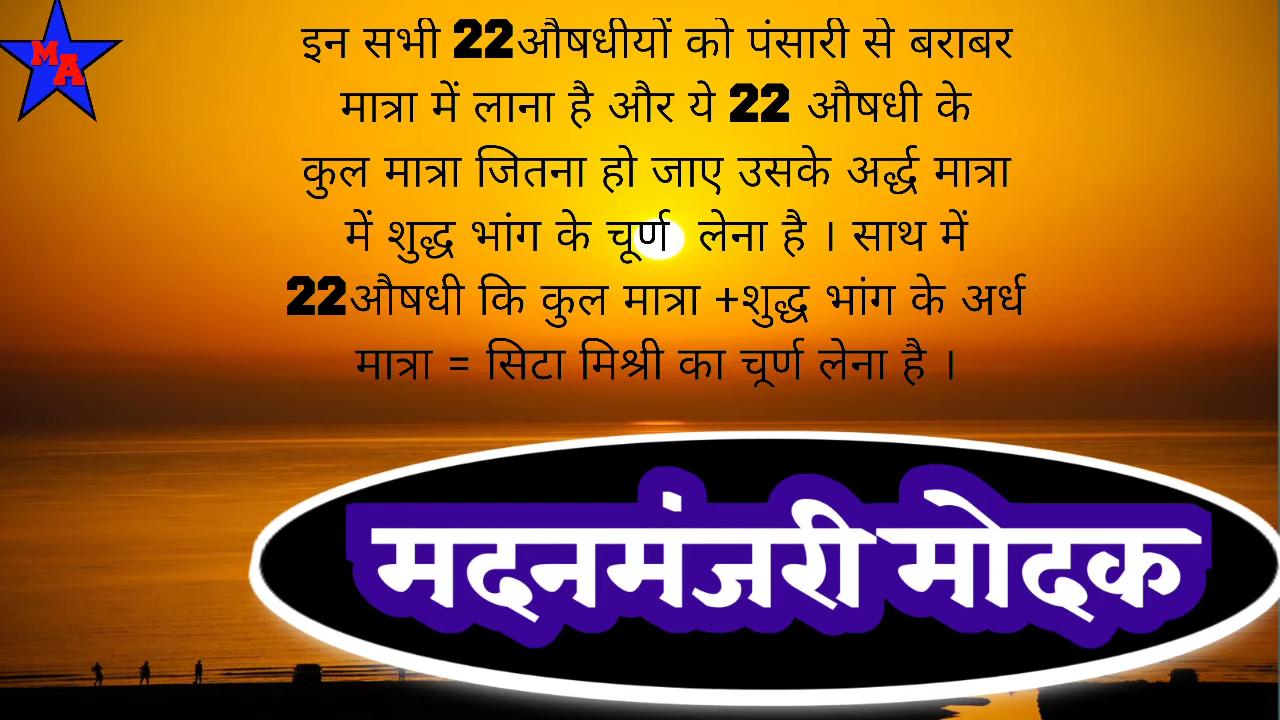 MA
इन सभी 22औषधीयों को पंसारी से बराबर
मात्रा में लाना है और ये 22 औषधी के
कुल मात्रा जितना हो जाए उसके अर्द्ध मात्रा
में शुद्ध भांग के चूर्ण लेना है । साथ में
22औषधी कि कुल मात्रा +शुद्ध भांग के अर्ध
मात्रा = सिटा मिश्री का चूर्ण लेना है ।
मदनमंजरी मोदक